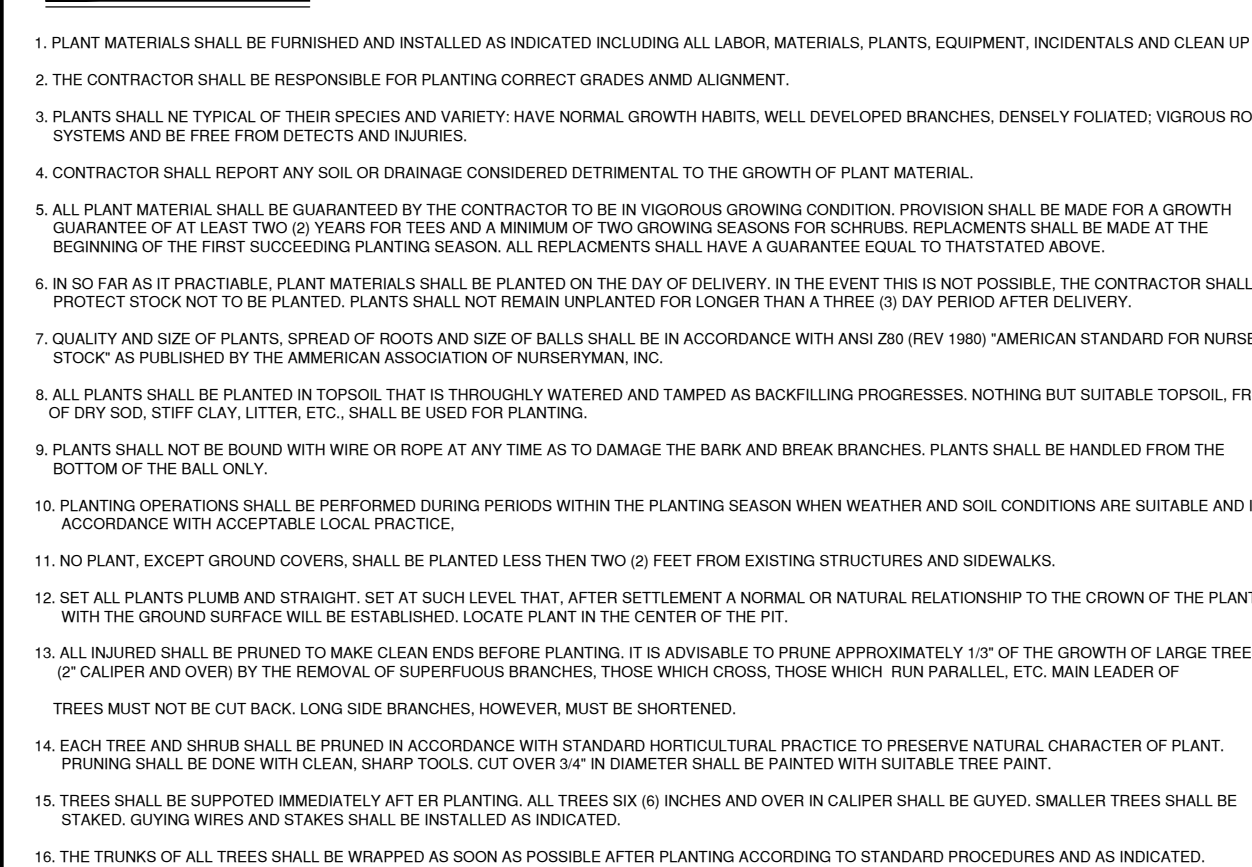 1. PLANT MATERIALS SHALL BE FURNISHED AND INSTALLED AS INDICATED INCLUDING ALL LABOR, MATERIALS, PLANTS, EQUIPMENT, INCIDENTALS AND CLEAN UP
2. THE CONTRACTOR SHALL BE RESPONSIBLE FOR PLANTING CORRECT GRADES ANMD ALIGNMENT.
3. PLANTS SHALL NE TYPICAL OF THEIR SPECIES AND VARIETY: HAVE NORMAL GROWTH HABITS, WELL DEVELOPED BRANCHES, DENSELY FOLIATED; VIGROUS RO
SYSTEMS AND BE FREE FROM DETECTS AND INJURIES.
4. CONTRACTOR SHALL REPORT ANY SOIL OR DRAINAGE CONSIDERED DETRIMENTAL TO THE GROWTH OF PLANT MATERIAL.
5. ALL PLANT MATERIAL SHALL BE GUARANTEED BY THE CONTRACTOR TO BE IN VIGOROUS GROWING CONDITION. PROVISION SHALL BE MADE FOR A GROWTH
GUARANTEE OF AT LEAST TWO (2) YEARS FOR TEES AND A MINIMUM OF TWO GROWING SEASONS FOR SCHRUBS. REPLACMENTS SHALL BE MADE AT THE
BEGINNING OF THE FIRST SUCCEEDING PLANTING SEASON. ALL REPLACMENTS SHALL HAVE A GUARANTEE EQUAL TO THATSTATED ABOVE.
6. IN SO FAR AS IT PRACTIABLE, PLANT MATERIALS SHALL BE PLANTED ON THE DAY OF DELIVERY. IN THE EVENT THIS IS NOT POSSIBLE, THE CONTRACTOR SHALL
PROTECT STOCK NOT TO BE PLANTED. PLANTS SHALL NOT REMAIN UNPLANTED FOR LONGER THAN A THREE (3) DAY PERIOD AFTER DELIVERY.
7. QUALITY AND SIZE OF PLANTS, SPREAD OF ROOTS AND SIZE OF BALLS SHALL BE IN ACCORDANCE WITH ANSI Z80 (REV 1980) "AMERICAN STANDARD FOR NURSE
STOCK" AS PUBLISHED BY THE AMMERICAN ASSOCIATION OF NURSERYMAN, INC.
8. ALL PLANTS SHALL BE PLANTED IN TOPSOIL THAT IS THROUGHLY WATERED AND TAMPED AS BACKFILLING PROGRESSES. NOTHING BUT SUITABLE TOPSOIL, FR
OF DRY SOD, STIFF CLAY, LITTER, ETC., SHALL BE USED FOR PLANTING.
9. PLANTS SHALL NOT BE BOUND WITH WIRE OR ROPE AT ANY TIME AS TO DAMAGE THE BARK AND BREAK BRANCHES. PLANTS SHALL BE HANDLED FROM THE
BOTTOM OF THE BALL ONLY.
10. PLANTING OPERATIONS SHALL BE PERFORMED DURING PERIODS WITHIN THE PLANTING SEASON WHEN WEATHER AND SOIL CONDITIONS ARE SUITABLE AND I
ACCORDANCE WITH ACCEPTABLE LOCAL PRACTICE,
11. NO PLANT, EXCEPT GROUND COVERS, SHALL BE PLANTED LESS THEN TWO (2) FEET FROM EXISTING STRUCTURES AND SIDEWALKS.
12. SET ALL PLANTS PLUMB AND STRAIGHT. SET AT SUCH LEVEL THAT, AFTER SETTLEMENT A NORMAL OR NATURAL RELATIONSHIP TO THE CROWN OF THE PLANT
WITH THE GROUND SURFACE WILL BE ESTABLISHED. LOCATE PLANT IN THE CENTER OF THE PIT.
13. ALL INJURED SHALL BE PRUNED TO MAKE CLEAN ENDS BEFORE PLANTING. IT IS ADVISABLE TO PRUNE APPROXIMATELY 1/3" OF THE GROWTH OF LARGE TREE
(2" CALIPER AND OVER) BY THE REMOVAL OF SUPERFUOUS BRANCHES, THOSE WHICH CROSS, THOSE WHICH RUN PARALLEL, ETC. MAIN LEADER OF
TREES MUST NOT BE CUT BACK. LONG SIDE BRANCHES, HOWEVER, MUST BE SHORTENED.
14. EACH TREE AND SHRUB SHALL BE PRUNED IN ACCORDANCE WITH STANDARD HORTICULTURAL PRACTICE TO PRESERVE NATURAL CHARACTER OF PLANT.
PRUNING SHALL BE DONE WITH CLEAN, SHARP TOOLS. CUT OVER 3/4" IN DIAMETER SHALL BE PAINTED WITH SUITABLE TREE PAINT.
15. TREES SHALL BE SUPPOTED IMMEDIATELY AFT ER PLANTING. ALL TREES SIX (6) INCHES AND OVER IN CALIPER SHALL BE GUYED. SMALLER TREES SHALL BE
STAKED. GUYING WIRES AND STAKES SHALL BE INSTALLED AS INDICATED.
16. THE TRUNKS OF ALL TREES SHALL BE WRAPPED AS SOON AS POSSIBLE AFTER PLANTING ACCORDING TO STANDARD PROCEDURES AND AS INDICATED.